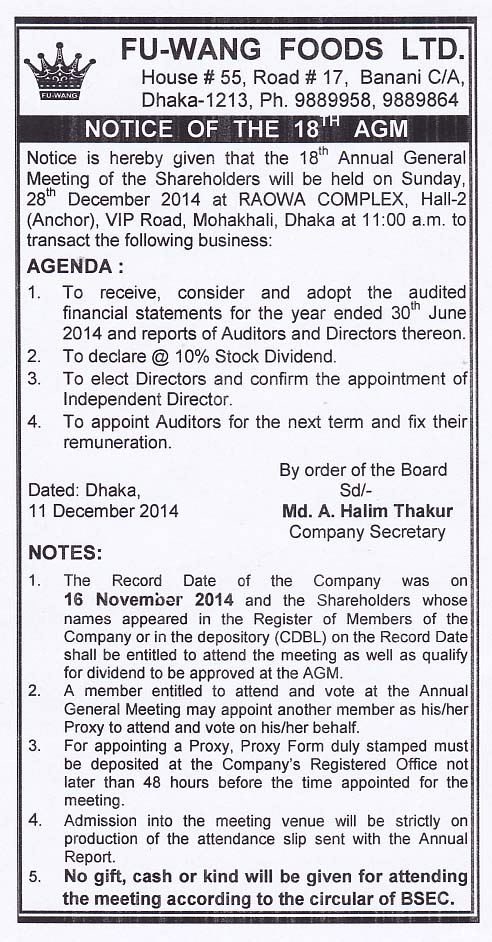 FU-WANG FOODS LTD.
FU-WANG
House # 55, Road # 17, Banani C/A,
Dhaka-1213, Ph. 9889958, 9889864
NOTICE OF THE 18TH AGM
Notice is hereby given that the 18th Annual General
Meeting of the Shareholders will be held on Sunday,
28th December 2014 at RAOWA COMPLEX, Hall-2
(Anchor), VIP Road, Mohakhali, Dhaka at 11:00 a.m. to
transact the following business:
AGENDA :
1. To receive, consider and adopt the audited
financial statements for the year ended 30th June
2014 and reports of Auditors and Directors thereon.
2. To declare @ 10% Stock Dividend.
3. To elect Directors and confirm the appointment of
Independent Director.
4. To appoint Auditors for the next term and fix their
remuneration.
By order of the Board
Dated: Dhaka, Sd/-
11 December 2014 Md. A. Halim Thakur
Company Secretary
NOTES:
1. The Record Date of the Company was on
16 November 2014 and the Shareholders whose
names appeared in the Register of Members of the
Company or in the depository (CDBL) on the Record Date
shall be entitled to attend the meeting as well as qualify
for dividend to be approved at the AGM.
2. A member entitled to attend and vote at the Annual
General Meeting may appoint another member as his/her
Proxy to attend and vote on his/her behalf.
3. For appointing a Proxy, Proxy Form duly stamped must
be deposited at the Company's Registered Office not
later than 48 hours before the time appointed for the
meeting.
4. Admission into the meeting venue will be strictly on
production of the attendance slip sent with the Annual
Report.
5. No gift, cash or kind will be given for attending
the meeting according to the circular of BSEC.